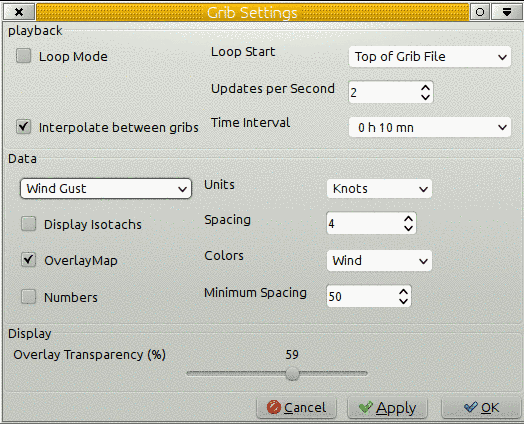 Grib Settings
playback
Loop Mode
Loop Start
Top of Grib File
Updates per Second
2
Interpolate between gribs
Time Interval
0 h 10 mn
Data
Wind Gust
Units
Knots
Display Isotachs
Spacing
4
OverlayMap
Colors
Wind
Numbers
Minimum Spacing
50
Display
Overlay Transparency (%)
59
Cancel
Apply
OK